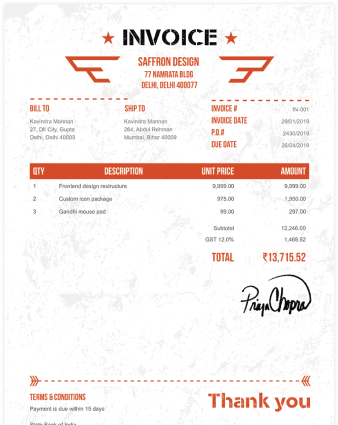 INVOICE
SAFFRON DESIGN
77 NAMRATA BLDG
DELHI, DELHI 400077
BILL TO
Kavindra Mannan
27, Dlf City, Gupta
Delhi, Delhi 40003
SHIP TO
Kavindra Mannan
264, Abdul Rehman
Mumbai, Bihar 40009
INVOICE # IN-001
INVOICE DATE 29/01/2019
P.O.# 2430/2019
DUE DATE 26/04/2019
QTY DESCRIPTION UNIT PRICE AMOUNT
1 Frontend design restructure 9,999.00 9,999.00
2 Custom icon package 975.00 1,950.00
3 Gandhi mouse pad 99.00 297.00
Subtotal 12,246.00
GST 12.0% 1,469.52
TOTAL ₹13,715.52
Priya Chopra
TERMS & CONDITIONS
Payment is due within 15 days
State Bank of India
Thank you